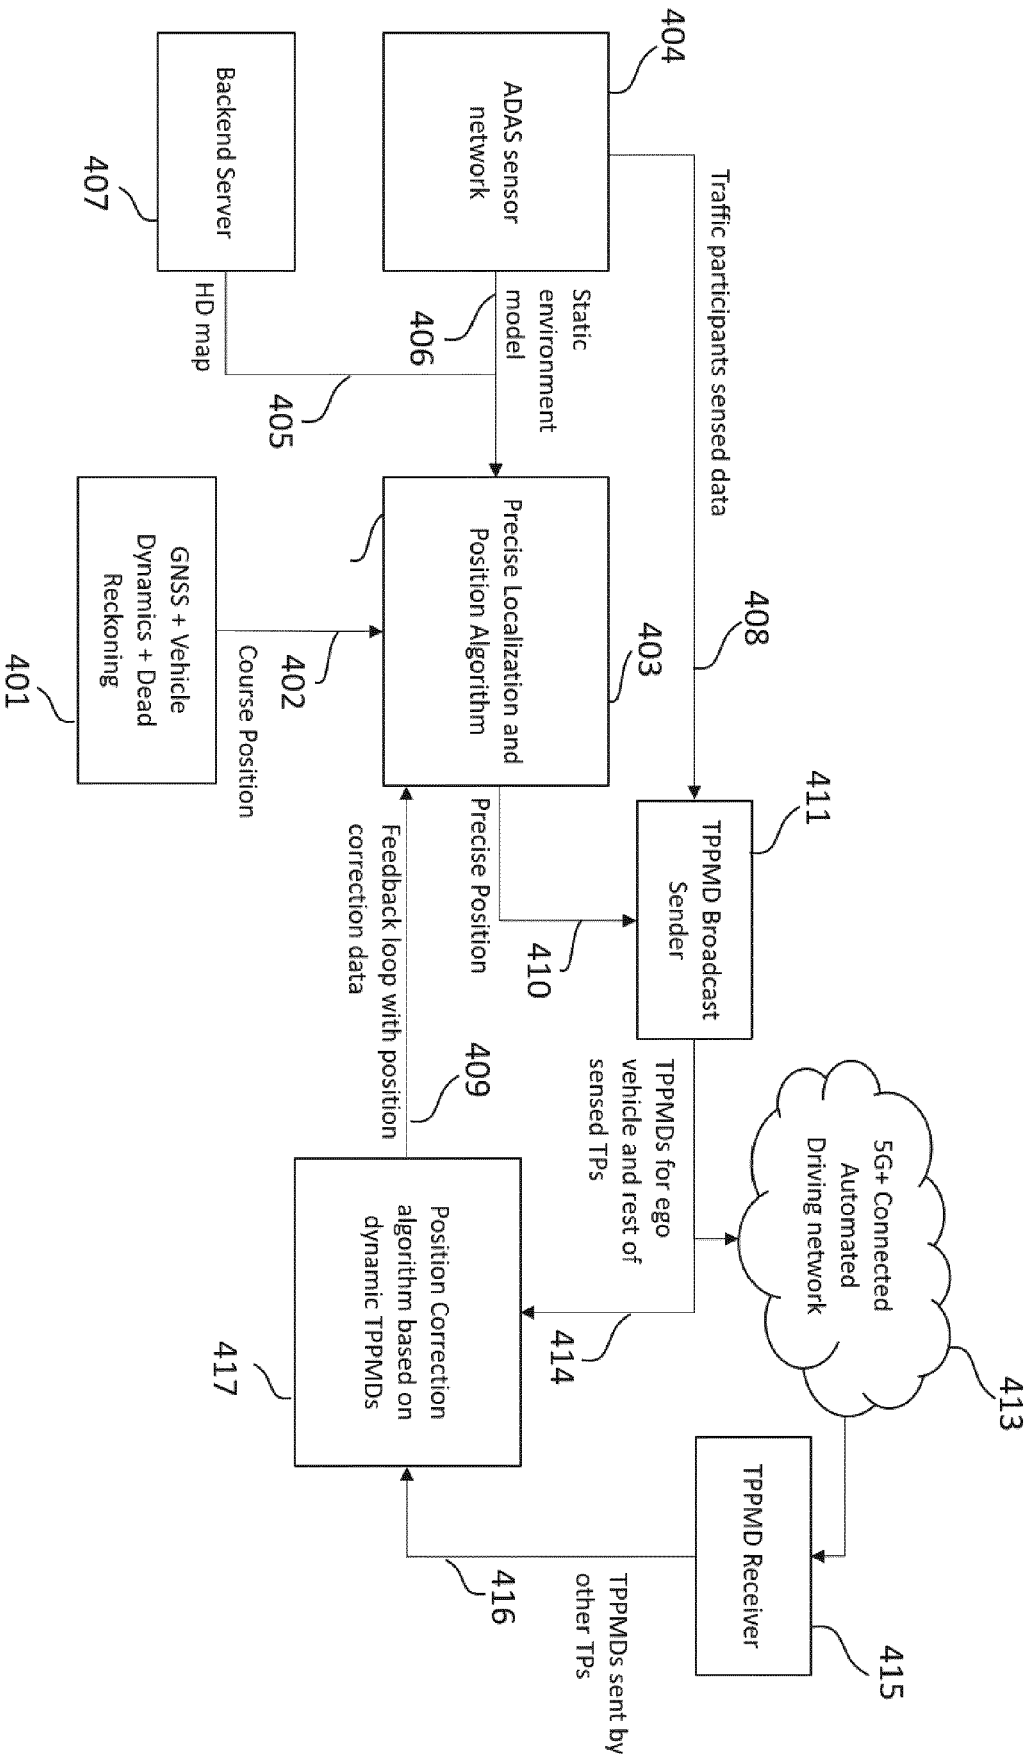 404
ADAS sensor
network
Traffic participants sensed data
408
411
TPPMD Broadcast
Sender
5G+ Connected
Automated
Driving network
413
TPPMD Receiver
415
Static
environment
model
406
Backend Server
407
HD map
405
Precise Localization and
Position Algorithm
403
Precise Position
410
TPPMDs for ego
vehicle and rest of
sensed TPs
414
TPPMDs sent by
other TPs
416
GNSS + Vehicle
Dynamics + Dead
Reckoning
401
402
Course Position
Feedback loop with position
correction data
409
Position Correction
algorithm based on
dynamic TPPMDs
417